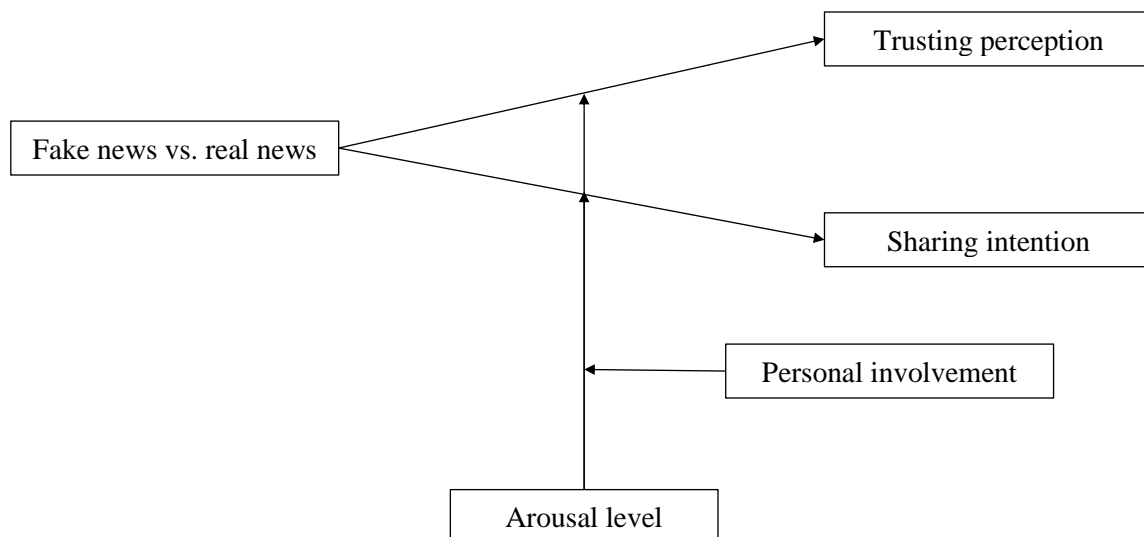 Trusting perception
Fake news vs. real news
Sharing intention
Personal involvement
Arousal level